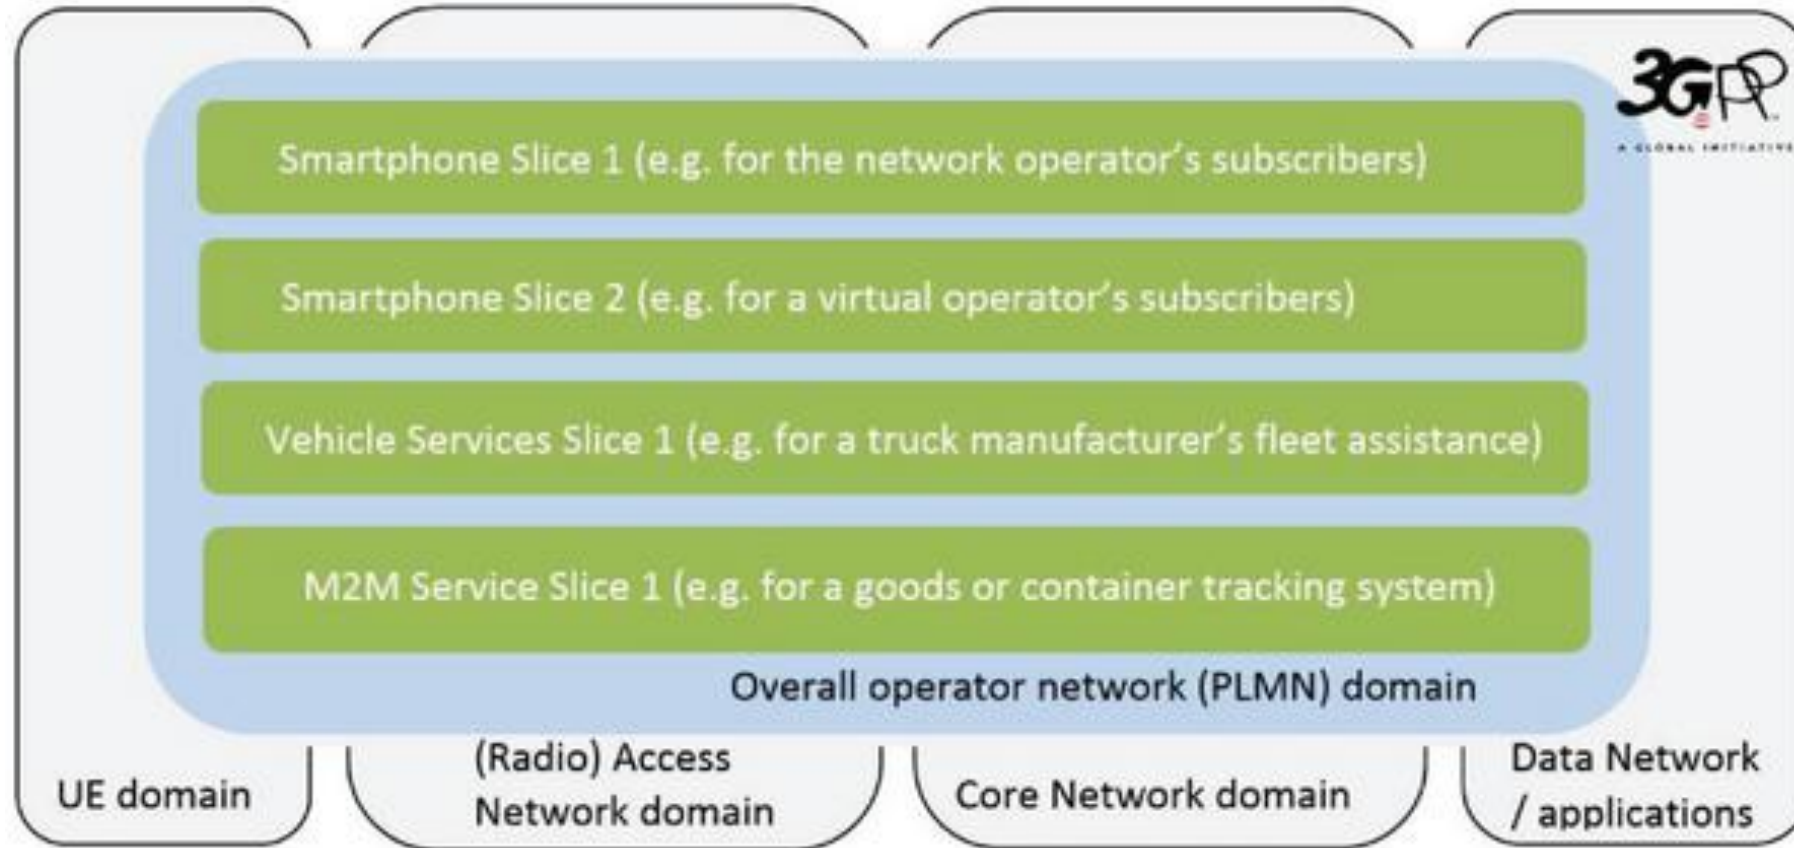 3GPP
A GLOBAL INITIATIVE
Smartphone Slice 1 (e.g. for the network operator's subscribers)
Smartphone Slice 2 (e.g. for a virtual operator's subscribers)
Vehicle Services Slice 1 (e.g. for a truck manufacturer's fleet assistance)
M2M Service Slice 1 (e.g. for a goods or container tracking system)
Overall operator network (PLMN) domain
UE domain
(Radio) Access
Network domain
Core Network domain
Data Network
/ applications